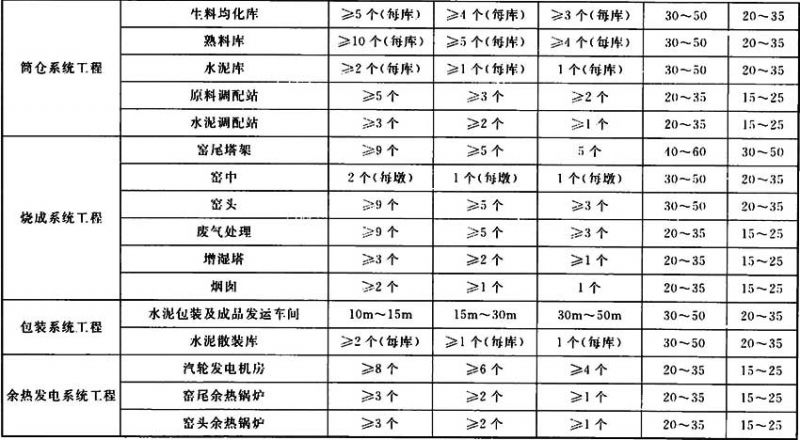 筒仓系统工程 生料均化库 ≥5个(每库) ≥4个(每库) ≥3个(每库) 30～50 20～35
熟料库 ≥10个(每库) ≥5个(每库) ≥4个(每库) 30～50 20～35
水泥库 ≥2个(每库) ≥1个(每库) 1个(每库) 30～50 20～35
原料调配站 ≥5个 ≥3个 ≥2个 20～35 15～25
水泥调配站 ≥3个 ≥2个 ≥1个 20～35 15～25
烧成系统工程 窑尾塔架 ≥9个 ≥5个 5个 40～60 30～50
窑中 2个(每墩) 1个(每墩) 1个(每墩) 30～50 20～35
窑头 ≥9个 ≥5个 ≥3个 30～50 20～35
废气处理 ≥9个 ≥5个 ≥3个 20～35 15～25
增湿塔 ≥3个 ≥2个 ≥1个 20～35 15～25
烟囱 ≥2个 ≥1个 1个 20～35 15～25
包装系统工程 水泥包装及成品发运车间 10m～15m 15m～30m 30m～50m 30～50 20～35
水泥散装库 ≥2个(每库) ≥1个(每库) 1个(每库) 30～50 20～35
余热发电系统工程 汽轮发电机房 ≥8个 ≥6个 ≥4个 20～35 15～25
窑尾余热锅炉 ≥3个 ≥2个 ≥1个 20～35 15～25
窑头余热锅炉 ≥3个 ≥2个 ≥1个 20～35 15～25